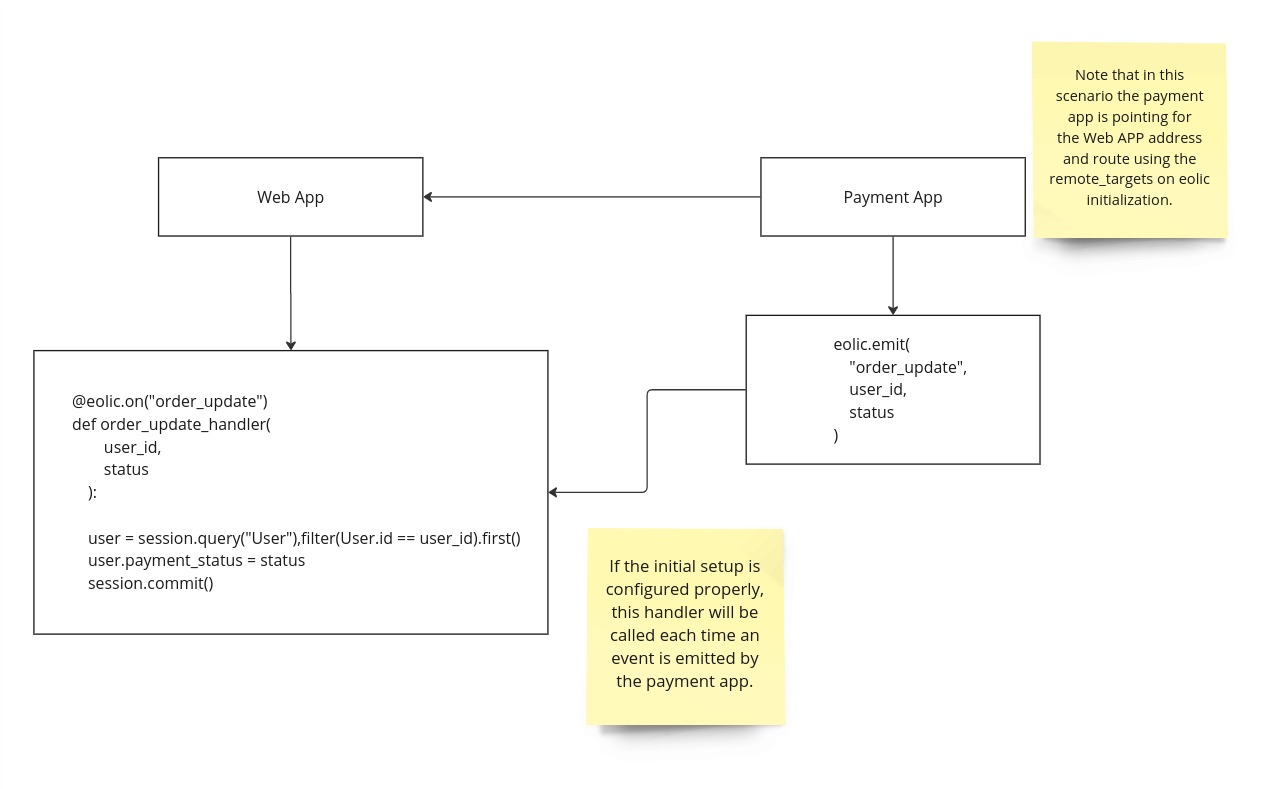 Note that in this
scenario the payment
app is pointing for
the Web APP address
and route using the
remote_targets on eolic
initialization.
Web App
Payment App
eolic.emit(
"order_update",
user_id,
status
)
@eolic.on("order_update")
def order_update_handler(
user_id,
status
):
user = session.query("User"),filter(User.id == user_id).first()
user.payment_status = status
session.commit()
If the initial setup is
configured properly,
this handler will be
called each time an
event is emitted by
the payment app.